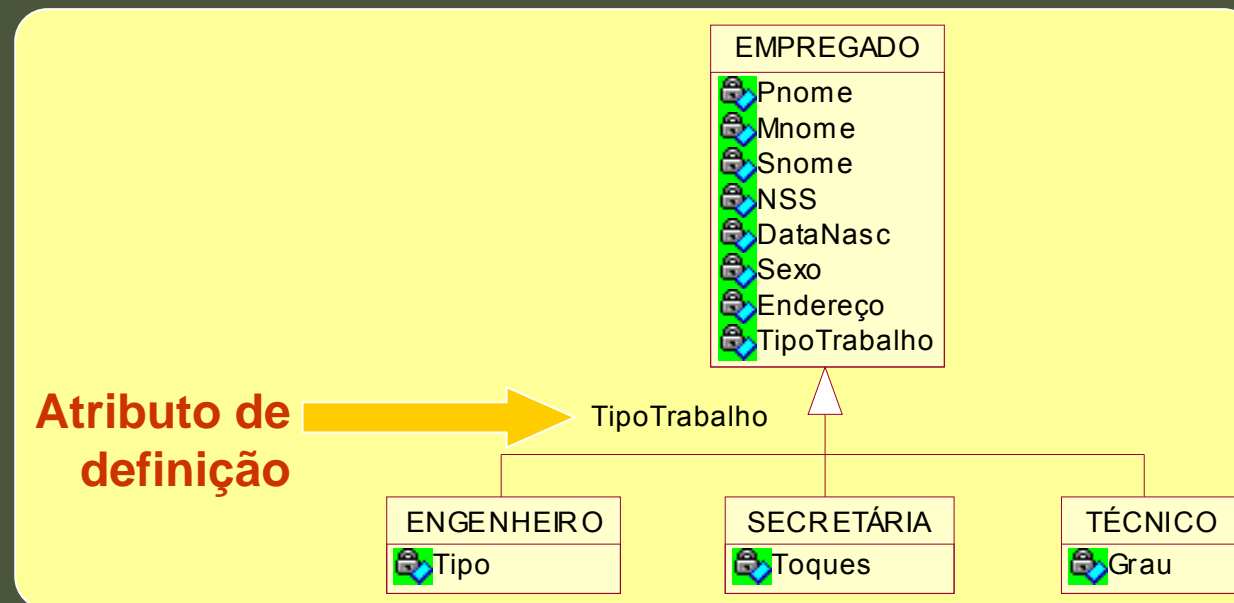 EMPREGADO
Pnome
Mnome
Snome
NSS
DataNasc
Sexo
Endereço
TipoTrabalho
Atributo de
definição
TipoTrabalho
ENGENHEIRO
Tipo
SECRETÁRIA
Toques
TÉCNICO
Grau